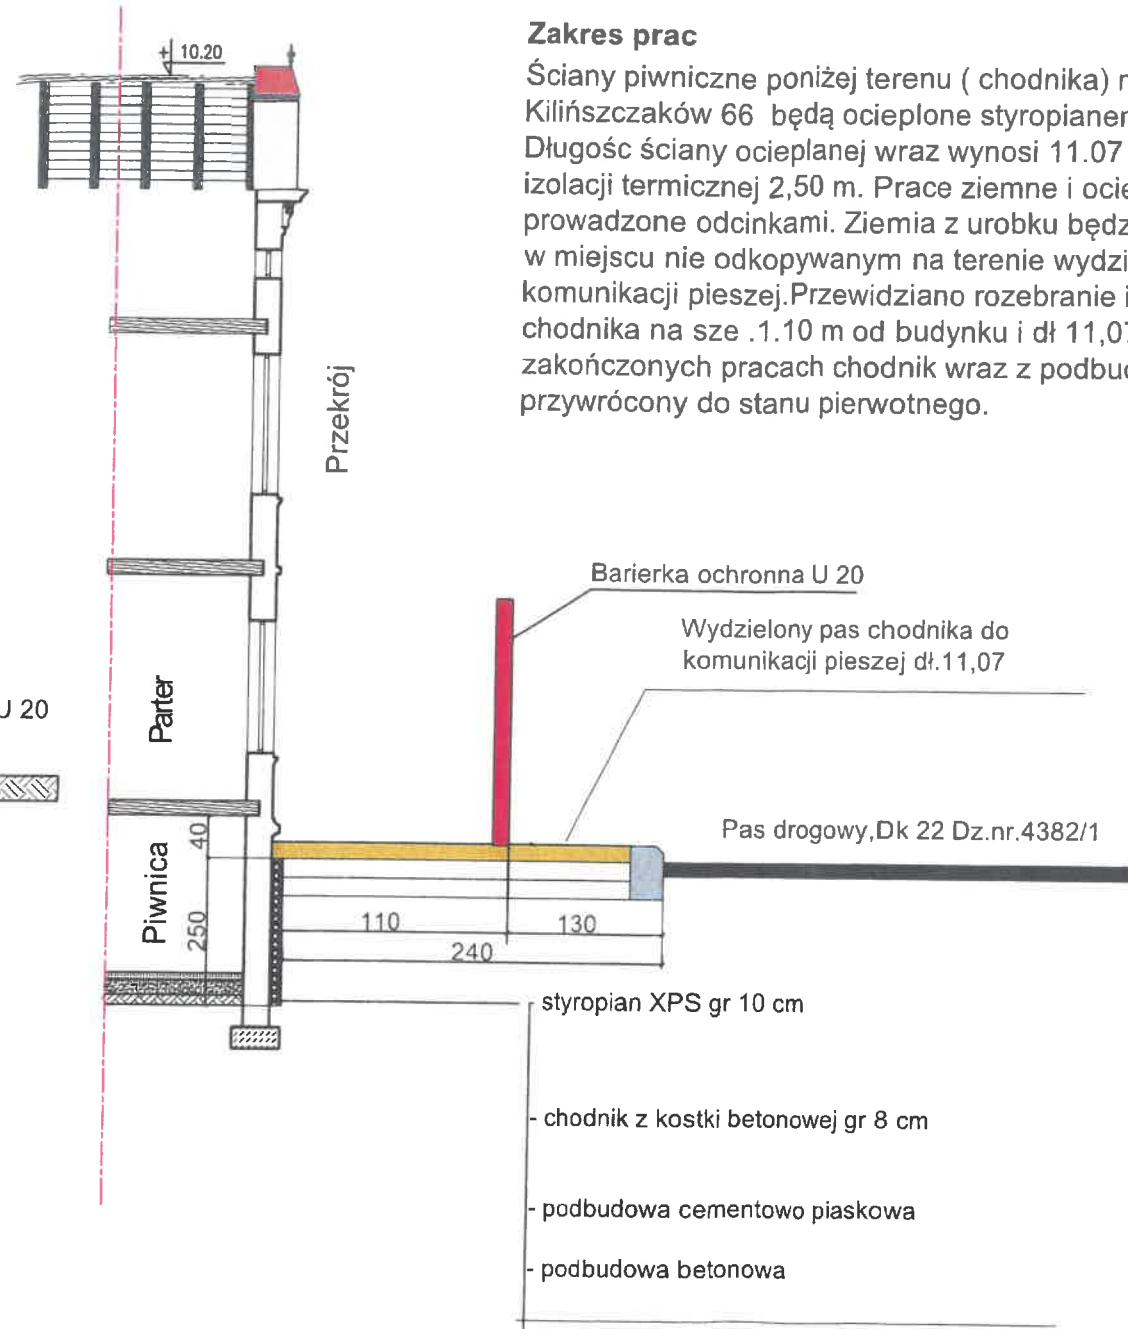 10.20
Zakres prac
Ściany piwniczne poniżej terenu ( chodnika)
Kilińszczaków 66 będą ocieplone
Długośc ściany ocieplanej wraz wynosi 11.07
izolacji termicznej 2,50 m. Prace ziemne i
prowadzone odcinkami. Ziemia z urobku
w miejscu nie odkopywanym na terenie
komunikacji pieszej.Przewidziano rozebranie i
chodnika na sze .1.10 m od budynku i dł
zakończonych pracach chodnik wraz z
przywrócony do stanu pierwotnego.
Przekrój
Barierka ochronna U 20
Wydzielony pas chodnika do
komunikacji pieszej dł.11,07
U 20
Parter
Pas drogowy,Dk 22 Dz.nr.4382/1
40
Piwnica
250
110
130
240
styropian XPS gr 10 cm
- chodnik z kostki betonowej gr 8 cm
- podbudowa cementowo piaskowa
- podbudowa betonowa